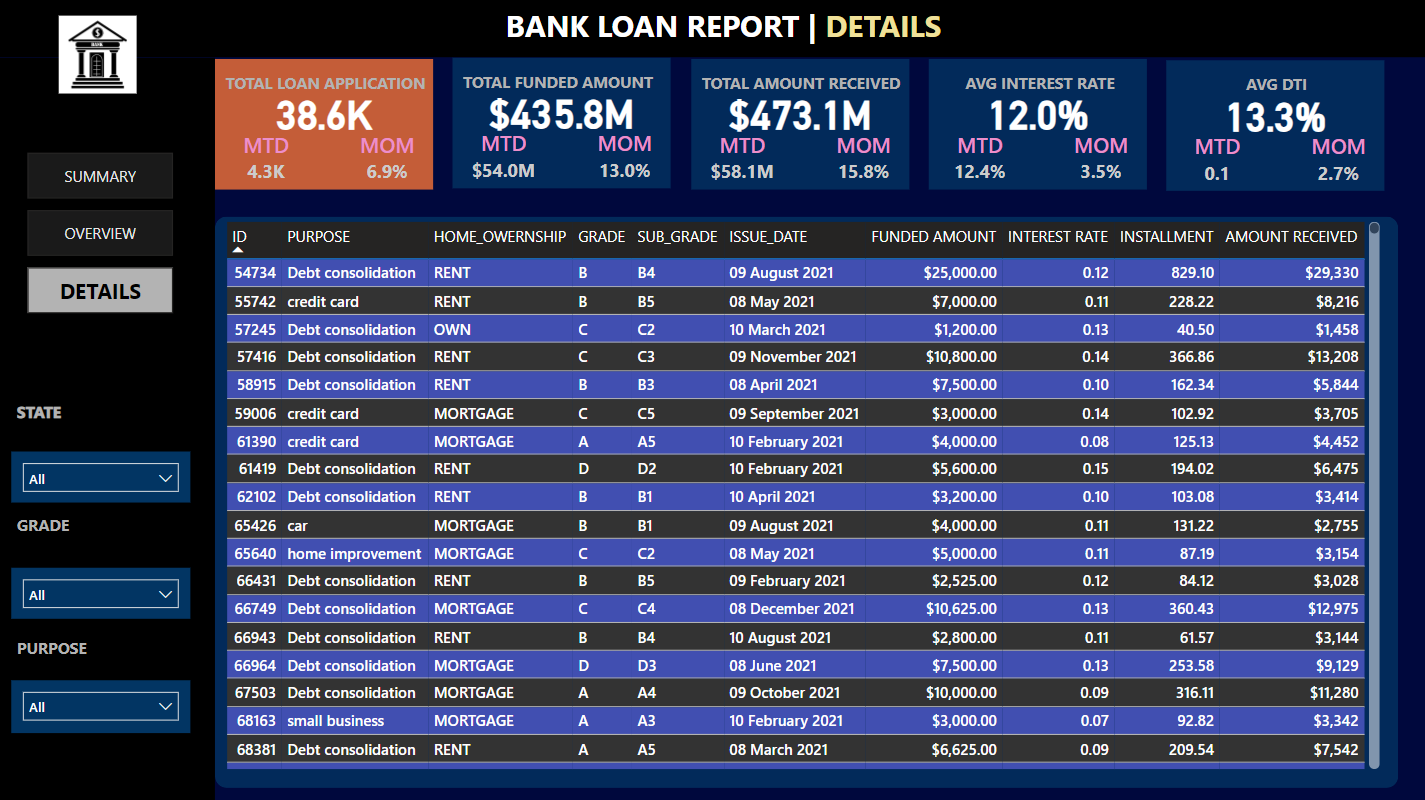 BANK LOAN REPORT | DETAILS
BANK
TOTAL LOAN APPLICATION
38.6K
MTD MOM
4.3K 6.9%
TOTAL FUNDED AMOUNT
$435.8M
MTD MOM
$54.0M 13.0%
TOTAL AMOUNT RECEIVED
$473.1M
MTD MOM
$58.1M 15.8%
AVG INTEREST RATE
12.0%
MTD MOM
12.4% 3.5%
AVG DTI
13.3%
MTD MOM
0.1 2.7%
SUMMARY
OVERVIEW
DETAILS
STATE
All
GRADE
All
PURPOSE
All
ID PURPOSE HOME_OWERNSHIP GRADE SUB_GRADE ISSUE_DATE FUNDED AMOUNT INTEREST RATE INSTALLMENT AMOUNT RECEIVED
54734 Debt consolidation RENT B B4 09 August 2021 $25,000.00 0.12 829.10 $29,330
55742 credit card RENT B B5 08 May 2021 $7,000.00 0.11 228.22 $8,216
57245 Debt consolidation OWN C C2 10 March 2021 $1,200.00 0.13 40.50 $1,458
57416 Debt consolidation RENT C C3 09 November 2021 $10,800.00 0.14 366.86 $13,208
58915 Debt consolidation RENT B B3 08 April 2021 $7,500.00 0.10 162.34 $5,844
59006 credit card MORTGAGE C C5 09 September 2021 $3,000.00 0.14 102.92 $3,705
61390 credit card MORTGAGE A A5 10 February 2021 $4,000.00 0.08 125.13 $4,452
61419 Debt consolidation RENT D D2 10 February 2021 $5,600.00 0.15 194.02 $6,475
62102 Debt consolidation RENT B B1 10 April 2021 $3,200.00 0.10 103.08 $3,414
65426 car MORTGAGE B B1 09 August 2021 $4,000.00 0.11 131.22 $2,755
65640 home improvement MORTGAGE C C2 08 May 2021 $5,000.00 0.11 87.19 $3,154
66431 Debt consolidation RENT B B5 09 February 2021 $2,525.00 0.12 84.12 $3,028
66749 Debt consolidation MORTGAGE C C4 08 December 2021 $10,625.00 0.13 360.43 $12,975
66943 Debt consolidation RENT B B4 10 August 2021 $2,800.00 0.11 61.57 $3,144
66964 Debt consolidation MORTGAGE D D3 08 June 2021 $7,500.00 0.13 253.58 $9,129
67503 Debt consolidation MORTGAGE A A4 09 October 2021 $10,000.00 0.09 316.11 $11,280
68163 small business MORTGAGE A A3 10 February 2021 $3,000.00 0.07 92.82 $3,342
68381 Debt consolidation RENT A A5 08 March 2021 $6,625.00 0.09 209.54 $7,542